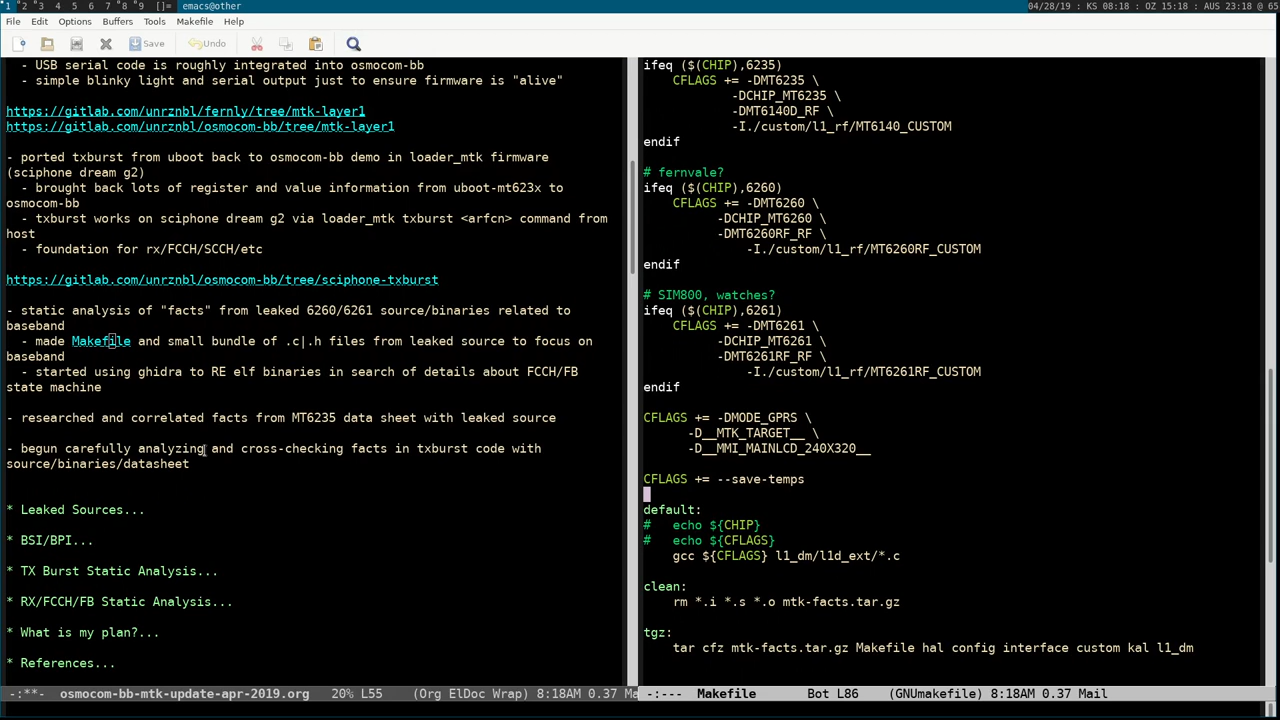 1 2 3 4 5 6 7 8 9 []= emacs@other 04/28/19 : KS 08:18 : OZ 15:18 : AUS 23:18 @ 65
File Edit Options Buffers Tools Makefile Help
Save Undo
- USB serial code is roughly integrated into osmocom-bb
- simple blinky light and serial output just to ensure firmware is "alive"
https://gitlab.com/unrznbl/fernly/tree/mtk-layer1
https://gitlab.com/unrznbl/osmocom-bb/tree/mtk-layer1
- ported txburst from uboot back to osmocom-bb demo in loader_mtk firmware
(sciphone dream g2)
- brought back lots of register and value information from uboot-mt623x to
osmocom-bb
- txburst works on sciphone dream g2 via loader_mtk txburst <arfcn> command from
host
- foundation for rx/FCCH/SCCH/etc
https://gitlab.com/unrznbl/osmocom-bb/tree/sciphone-txburst
- static analysis of "facts" from leaked 6260/6261 source/binaries related to
baseband
- made Makefile and small bundle of .c|.h files from leaked source to focus on
baseband
- started using ghidra to RE elf binaries in search of details about FCCH/FB
state machine
- researched and correlated facts from MT6235 data sheet with leaked source
- begun carefully analyzing and cross-checking facts in txburst code with
source/binaries/datasheet
* Leaked Sources...
* BSI/BPI...
* TX Burst Static Analysis...
* RX/FCCH/FB Static Analysis...
* What is my plan?...
* References...
-:**- osmocom-bb-mtk-update-apr-2019.org 20% L55 (Org ElDoc Wrap) 8:18AM 0.37 Ma
ifeq ($(CHIP),6235)
CFLAGS += -DMT6235 \
-DCHIP_MT6235 \
-DMT6140D_RF \
-I./custom/l1_rf/MT6140_CUSTOM
endif
# fernvale?
ifeq ($(CHIP),6260)
CFLAGS += -DMT6260 \
-DCHIP_MT6260 \
-DMT6260RF_RF \
-I./custom/l1_rf/MT6260RF_CUSTOM
endif
# SIM800, watches?
ifeq ($(CHIP),6261)
CFLAGS += -DMT6261 \
-DCHIP_MT6261 \
-DMT6261RF_RF \
-I./custom/l1_rf/MT6261RF_CUSTOM
endif
CFLAGS += -DMODE_GPRS \
-D__MTK_TARGET__ \
-D__MMI_MAINLCD_240X320__
CFLAGS += --save-temps
default:
# echo ${CHIP}
# echo ${CFLAGS}
gcc ${CFLAGS} l1_dm/l1d_ext/*.c
clean:
rm *.i *.s *.o mtk-facts.tar.gz
tgz:
tar cfz mtk-facts.tar.gz Makefile hal config interface custom kal l1_dm
-:--- Makefile Bot L86 (GNUmakefile) 8:18AM 0.37 Mail